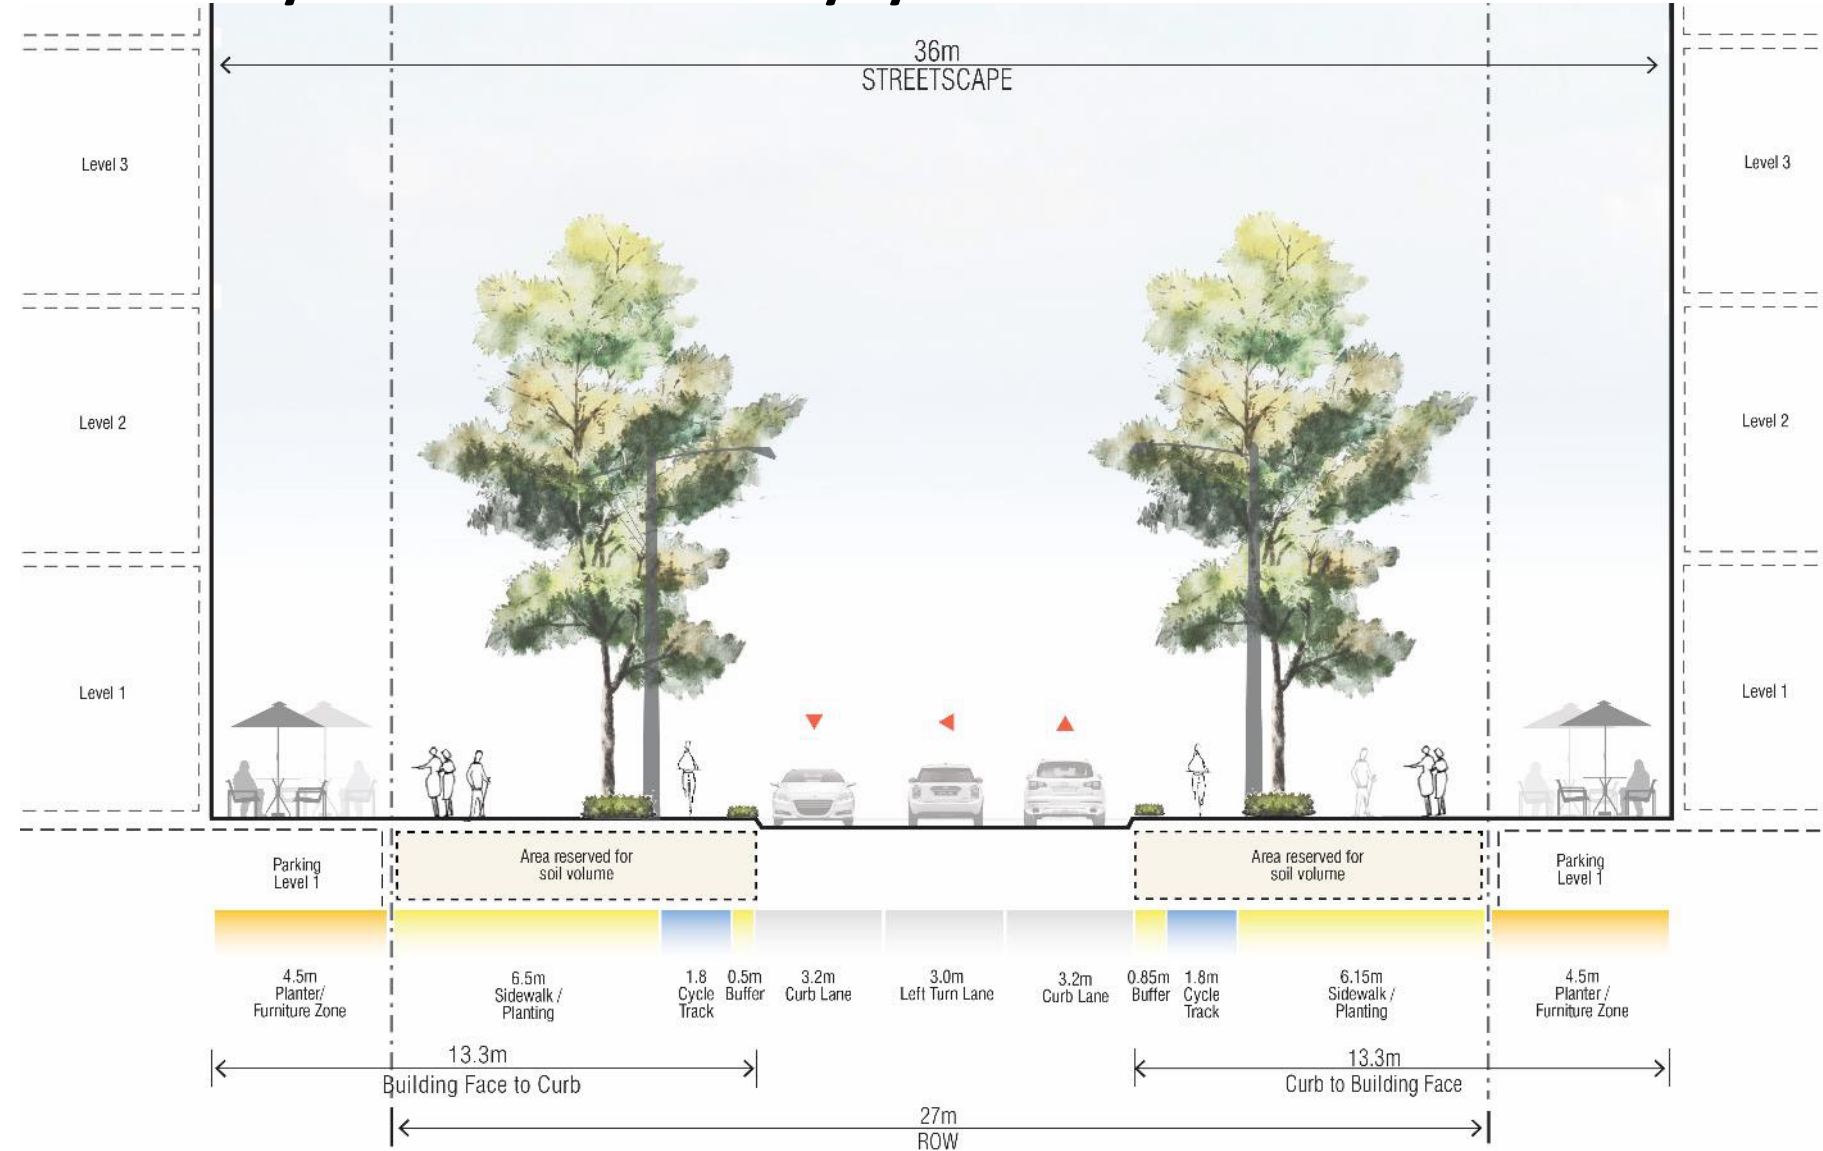 36m
STREETSCAPE
Level 3
Level 3
Level 2
Level 2
Level 1
Level 1
Parking
Level 1
Area reserved for
soil volume
Area reserved for
soil volume
Parking
Level 1
4.5m
Planter/
Furniture Zone
6.5m
Sidewalk /
Planting
1.8
Cycle
Track
0.5m
Buffer
3.2m
Curb Lane
3.0m
Left Turn Lane
3.2m
Curb Lane
0.85m
Buffer
1.8m
Cycle
Track
6.15m
Sidewalk /
Planting
4.5m
Planter /
Furniture Zone
13.3m
Building Face to Curb
13.3m
Curb to Building Face
27m
ROW